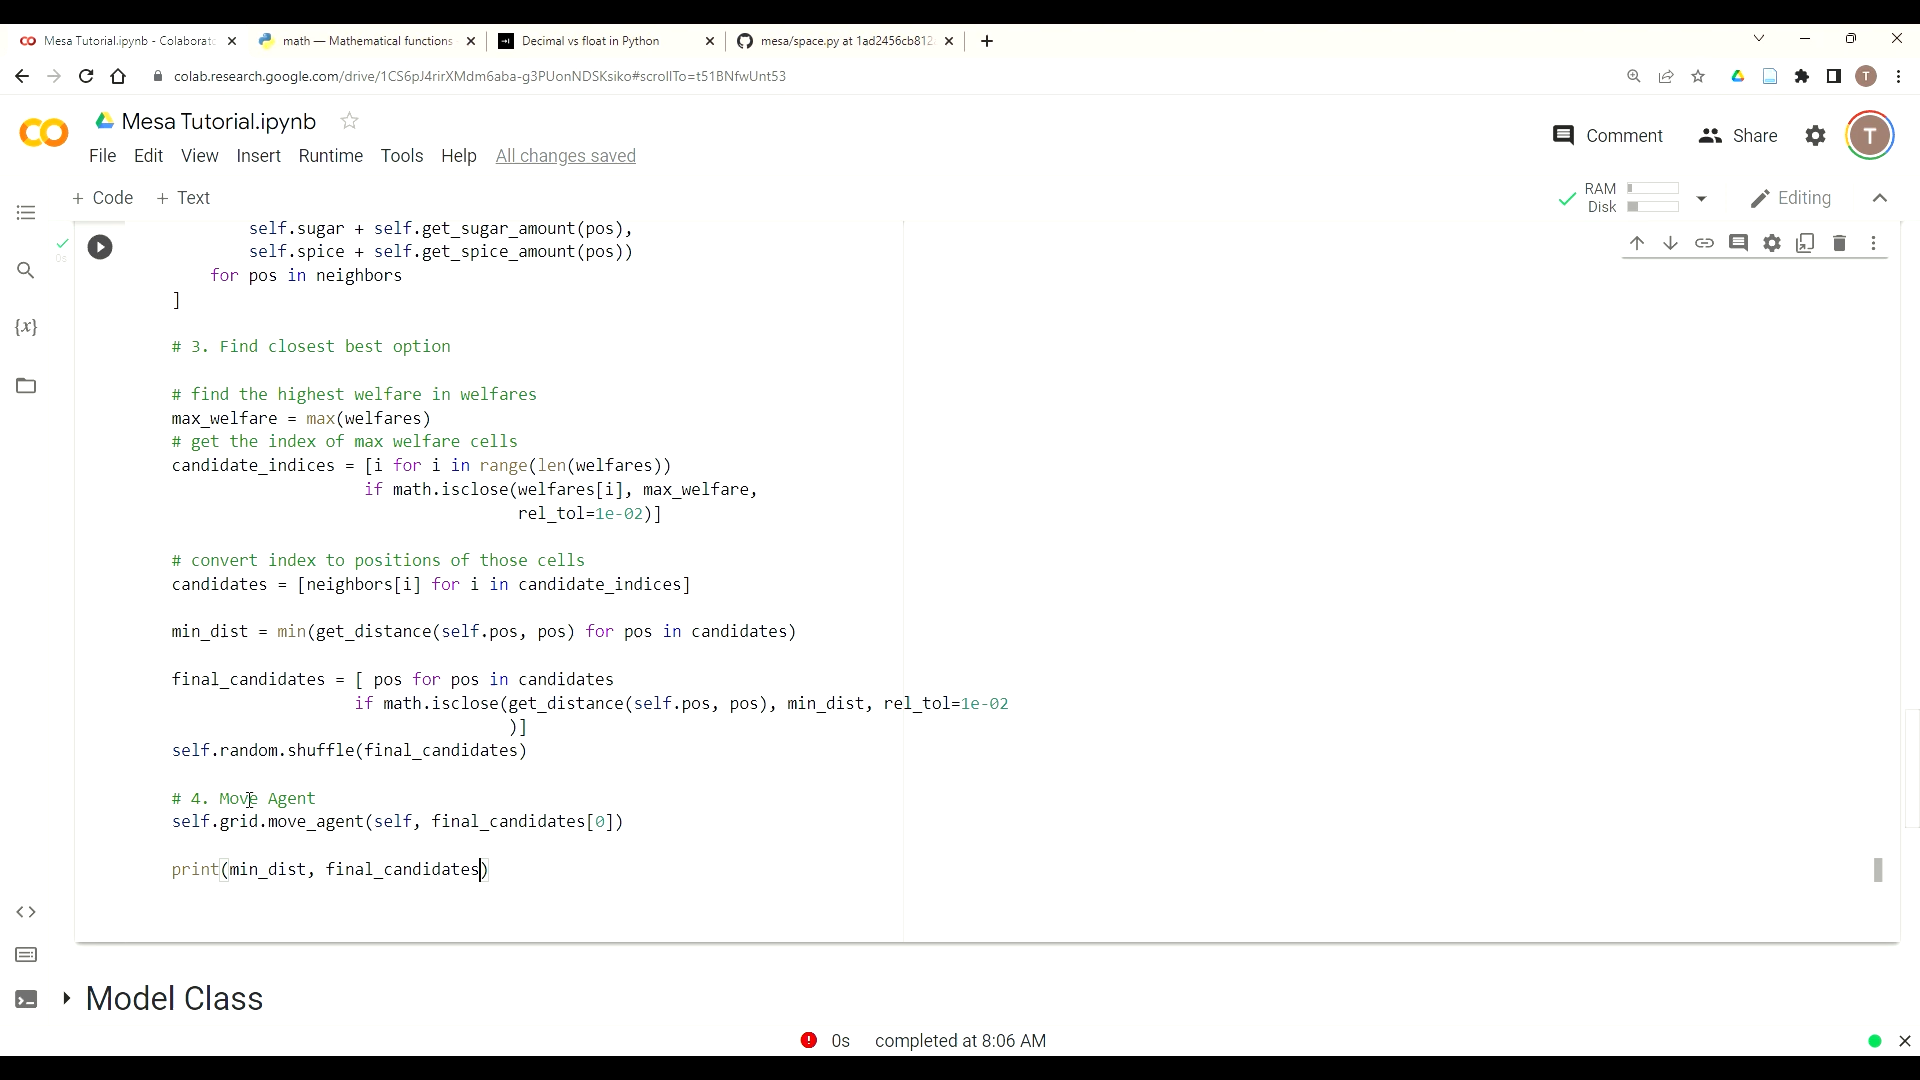 Mesa Tutorial.ipynb - Colaborato
math — Mathematical functions
Decimal vs float in Python
mesa/space.py at 1ad2456cb812
colab.research.google.com/drive/1CS6pJ4rirXMdm6aba-g3PUonNDSKsiko#scrollTo=t51BNfwUnt53
T
Mesa Tutorial.ipynb
Comment
Share
T
File Edit View Insert Runtime Tools Help All changes saved
+ Code + Text
RAM
Disk
Editing
self.sugar + self.get_sugar_amount(pos),
0s
self.spice + self.get_spice_amount(pos))
for pos in neighbors
]
{x}
# 3. Find closest best option
# find the highest welfare in welfares
max_welfare = max(welfares)
# get the index of max welfare cells
candidate_indices = [i for i in range(len(welfares))
if math.isclose(welfares[i], max_welfare,
rel_tol=1e-02)]
# convert index to positions of those cells
candidates = [neighbors[i] for i in candidate_indices]
min_dist = min(get_distance(self.pos, pos) for pos in candidates)
final_candidates = [ pos for pos in candidates
if math.isclose(get_distance(self.pos, pos), min_dist, rel_tol=1e-02
)]
self.random.shuffle(final_candidates)
# 4. Move Agent
self.grid.move_agent(self, final_candidates[0])
print(min_dist, final_candidates)
Model Class
0s completed at 8:06 AM